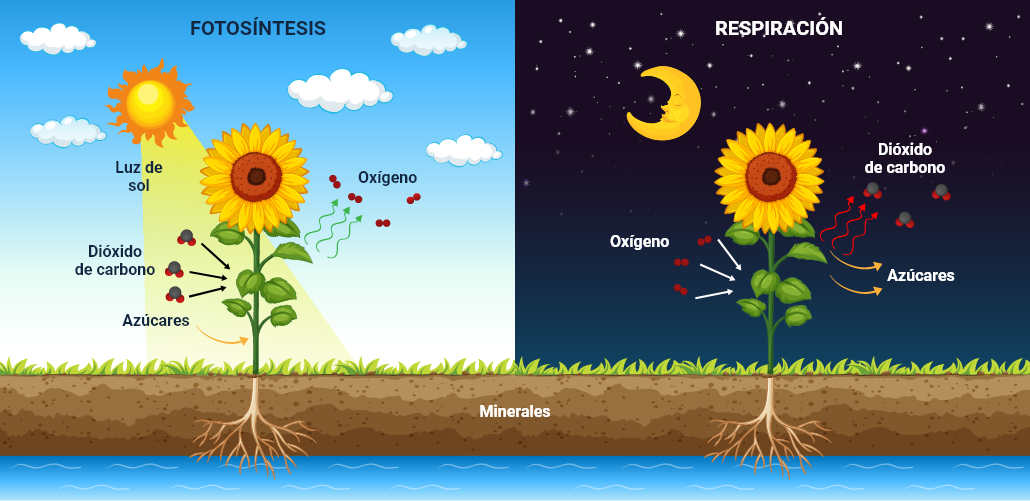 FOTOSÍNTESIS
Luz de
sol
Oxígeno
Dióxido
de carbono
Azúcares
RESPIRACIÓN
Dióxido
de carbono
Oxígeno
Azúcares
Minerales